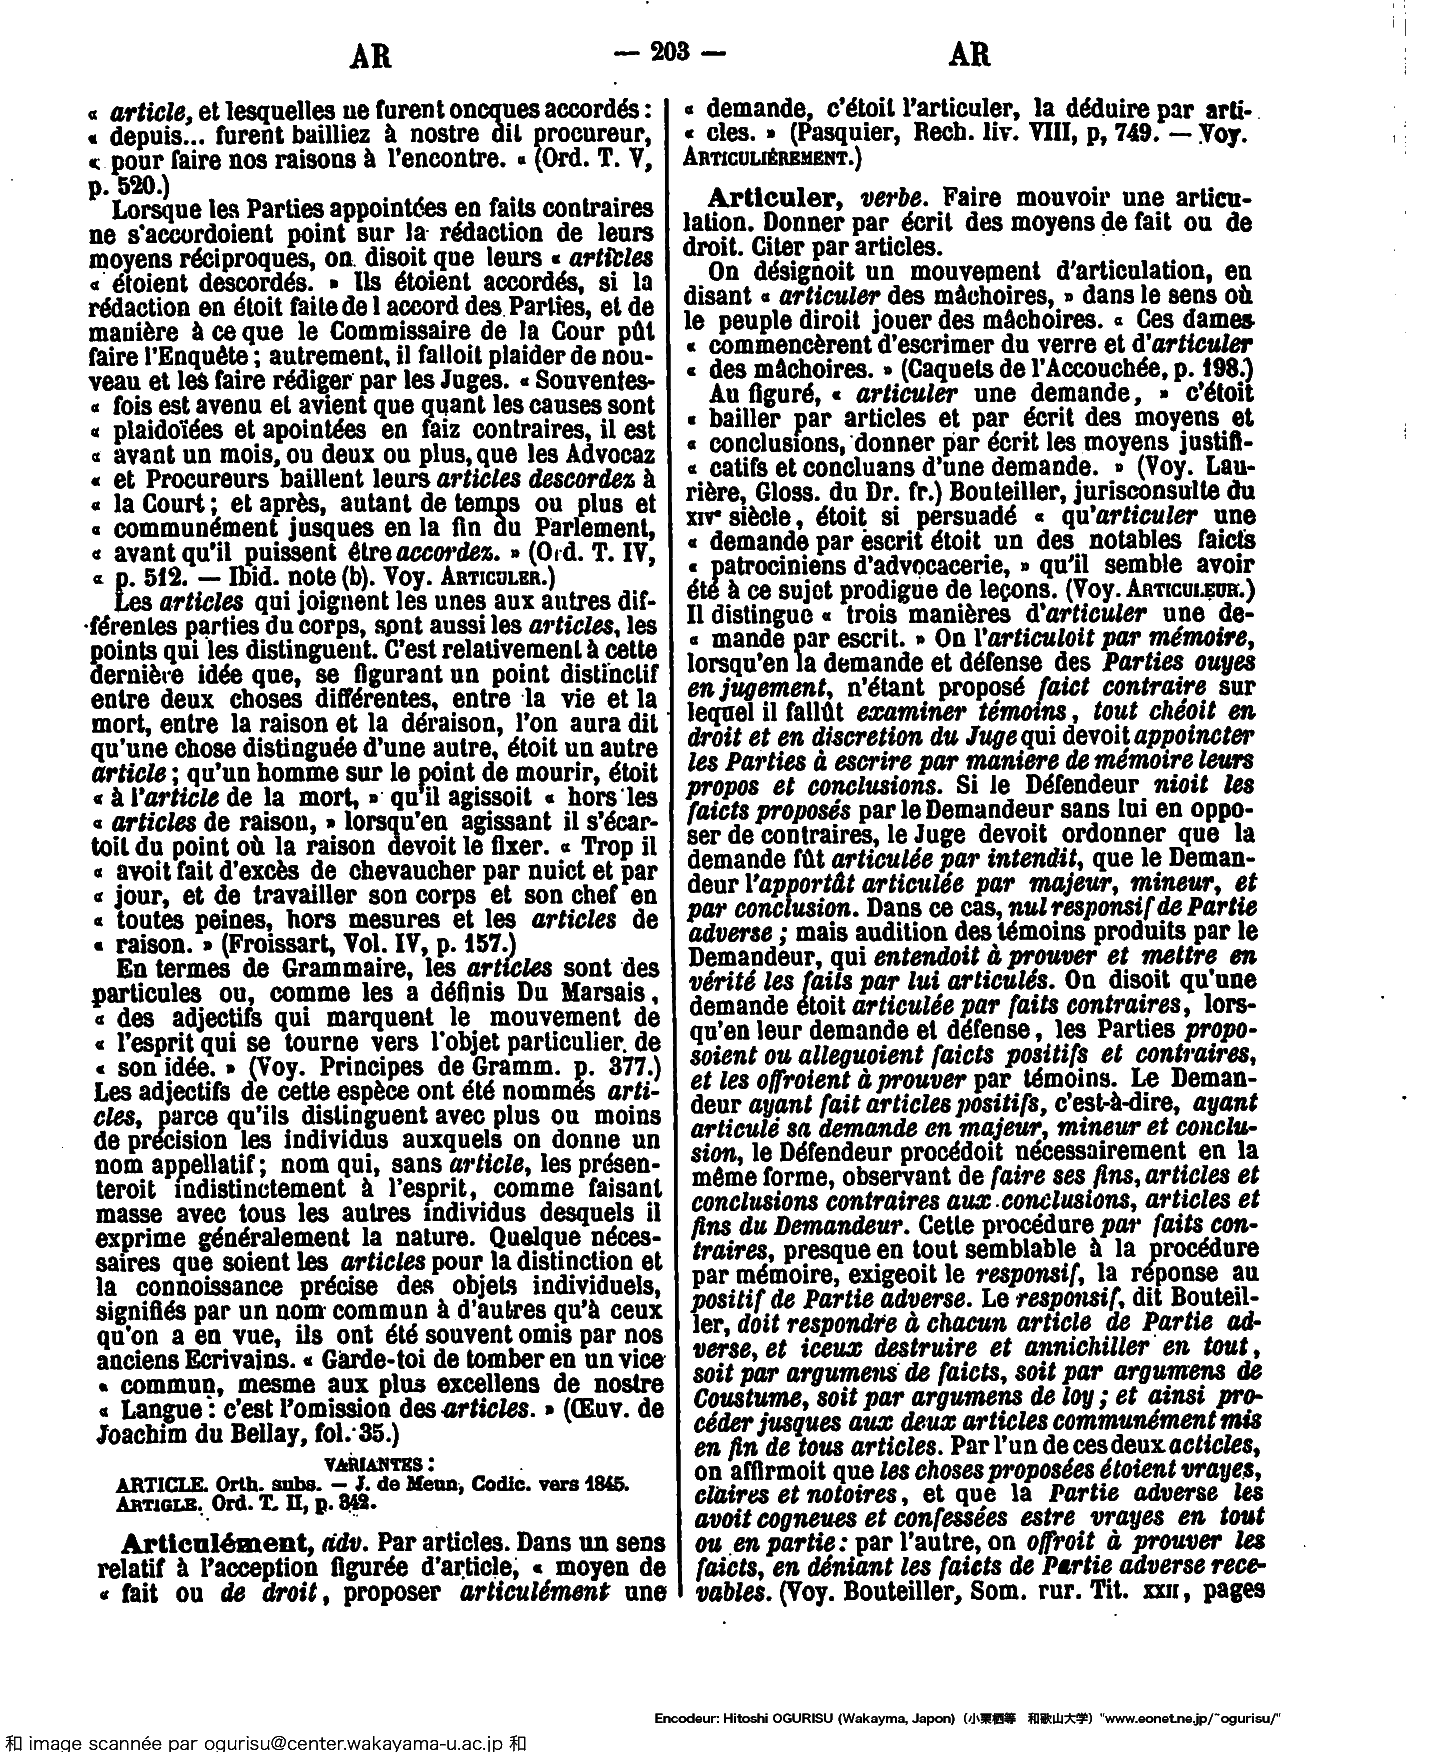 AR — 203 — AR
« article, et lesquelles ne furent oncques accordés :
« depuis... furent bailliez à nostre dit procureur,
« pour faire nos raisons à l'encontre. « (Ord. T. V,
p. 520.)
Lorsque les Parties appointées en faits contraires
ne s'accordoient point sur la rédaction de leurs
moyens réciproques, on disoit que leurs « articles
« étoient descordés. » Ils étoient accordés, si la
rédaction en étoit faite de l accord des Parties, et de
manière à ce que le Commissaire de la Cour pût
faire l'Enquête ; autrement, il falloit plaider de nou-
veau et les faire rédiger par les Juges. « Souventes-
« fois est avenu et avient que quant les causes sont
« plaidoïées et apointées en faiz contraires, il est
« avant un mois, ou deux ou plus, que les Advocaz
« et Procureurs baillent leurs articles descordez à
« la Court ; et après, autant de temps ou plus et
« communément jusques en la fin du Parlement,
« avant qu'il puissent être accordez. » (Ord. T. IV,
« p. 512. — Ibid. note (b). Voy. ARTICULER.)
Les articles qui joignent les unes aux autres dif-
férentes parties du corps, sont aussi les articles, les
points qui les distinguent. C'est relativement à cette
dernière idée que, se figurant un point distinctif
entre deux choses différentes, entre la vie et la
mort, entre la raison et la déraison, l'on aura dit
qu'une chose distinguée d'une autre, étoit un autre
article ; qu'un homme sur le point de mourir, étoit
« à l'article de la mort, » qu'il agissoit « hors les
« articles de raison, » lorsqu'en agissant il s'écar-
toit du point où la raison devoit le fixer. « Trop il
« avoit fait d'excès de chevaucher par nuict et par
« jour, et de travailler son corps et son chef en
« toutes peines, hors mesures et les articles de
« raison. » (Froissart, Vol. IV, p. 157.)
En termes de Grammaire, les articles sont des
particules ou, comme les a définis Du Marsais,
« des adjectifs qui marquent le mouvement de
« l'esprit qui se tourne vers l'objet particulier de
« son idée. » (Voy. Principes de Gramm. p. 377.)
Les adjectifs de cette espèce ont été nommés arti-
cles, parce qu'ils distinguent avec plus ou moins
de précision les individus auxquels on donne un
nom appellatif ; nom qui, sans article, les présen-
teroit indistinctement à l'esprit, comme faisant
masse avec tous les autres individus desquels il
exprime généralement la nature. Quelque néces-
saires que soient les articles pour la distinction et
la connoissance précise des objets individuels,
signifiés par un nom commun à d'autres qu'à ceux
qu'on a en vue, ils ont été souvent omis par nos
anciens Ecrivains. « Garde-toi de tomber en un vice
« commun, mesme aux plus excellens de nostre
« Langue : c'est l'omission des articles. » (Œuv. de
Joachim du Bellay, fol. 35.)
VARIANTES :
ARTICLE. Orth. subs. — J. de Meun, Codic. vers 1845.
ARTIGLE. Ord. T. II, p. 342.
Articulément, adv. Par articles. Dans un sens
relatif à l'acception figurée d'article, « moyen de
« fait ou de droit, proposer articulément une
« demande, c'étoit l'articuler, la déduire par arti-
« cles. » (Pasquier, Rech. liv. VIII, p, 749. — Voy.
ARTICULIÉREMENT.)
Articuler, verbe. Faire mouvoir une articu-
lation. Donner par écrit des moyens de fait ou de
droit. Citer par articles.
On désignoit un mouvement d'articulation, en
disant « articuler des mâchoires, » dans le sens où
le peuple diroit jouer des mâchoires. « Ces dames
« commencèrent d'escrimer du verre et d'articuler
« des mâchoires. » (Caquets de l'Accouchée, p. 198.)
Au figuré, « articuler une demande, » c'étoit
« bailler par articles et par écrit des moyens et
« conclusions, donner par écrit les moyens justifi-
« catifs et concluans d'une demande. » (Voy. Lau-
rière, Gloss. du Dr. fr.) Bouteiller, jurisconsulte du
XIVe siècle, étoit si persuadé « qu'articuler une
« demande par escrit étoit un des notables faicts
« patrociniens d'advocacerie, » qu'il semble avoir
été à ce sujet prodigue de leçons. (Voy. ARTICULEUR.)
Il distingue « trois manières d'articuler une de-
« mande par escrit. » On l'articuloit par mémoire,
lorsqu'en la demande et défense des Parties ouyes
en jugement, n'étant proposé faict contraire sur
lequel il fallût examiner témoins, tout chéoit en
droit et en discretion du Juge qui devoit appoincter
les Parties à escrire par maniere de mémoire leurs
propos et conclusions. Si le Défendeur nioit les
faicts proposés par le Demandeur sans lui en oppo-
ser de contraires, le Juge devoit ordonner que la
demande fût articulée par intendit, que le Deman-
deur l'apportât articulée par majeur, mineur, et
par conclusion. Dans ce cas, nul responsif de Partie
adverse ; mais audition des témoins produits par le
Demandeur, qui entendoit à prouver et mettre en
vérité les faits par lui articulés. On disoit qu'une
demande étoit articulée par faits contraires, lors-
qu'en leur demande et défense, les Parties propo-
soient ou alleguoient faicts positifs et contraires,
et les offroient à prouver par témoins. Le Deman-
deur ayant fait articles positifs, c'est-à-dire, ayant
articulé sa demande en majeur, mineur et conclu-
sion, le Défendeur procédoit nécessairement en la
même forme, observant de faire ses fins, articles et
conclusions contraires aux conclusions, articles et
fins du Demandeur. Cette procédure par faits con-
traires, presque en tout semblable à la procédure
par mémoire, exigeoit le responsif, la réponse au
positif de Partie adverse. Le responsif, dit Bouteil-
ler, doit respondre à chacun article de Partie ad-
verse, et iceux destruire et annichiller en tout,
soit par argumens de faicts, soit par argumens de
Coustume, soit par argumens de loy ; et ainsi pro-
céder jusques aux deux articles communément mis
en fin de tous articles. Par l'un de ces deux acticles,
on affirmoit que les choses proposées étoient vrayes,
claires et notoires, et que la Partie adverse les
avoit cogneues et confessées estre vrayes en tout
ou en partie : par l'autre, on offroit à prouver les
faicts, en déniant les faicts de Partie adverse rece-
vables. (Voy. Bouteiller, Som. rur. Tit. XXII, pages
Encodeur: Hitoshi OGURISU (Wakayma, Japon) (小栗栖等 和歌山大学) "www.eonet.ne.jp/~ogurisu/"
和 image scannée par ogurisu@center.wakayama-u.ac.jp 和